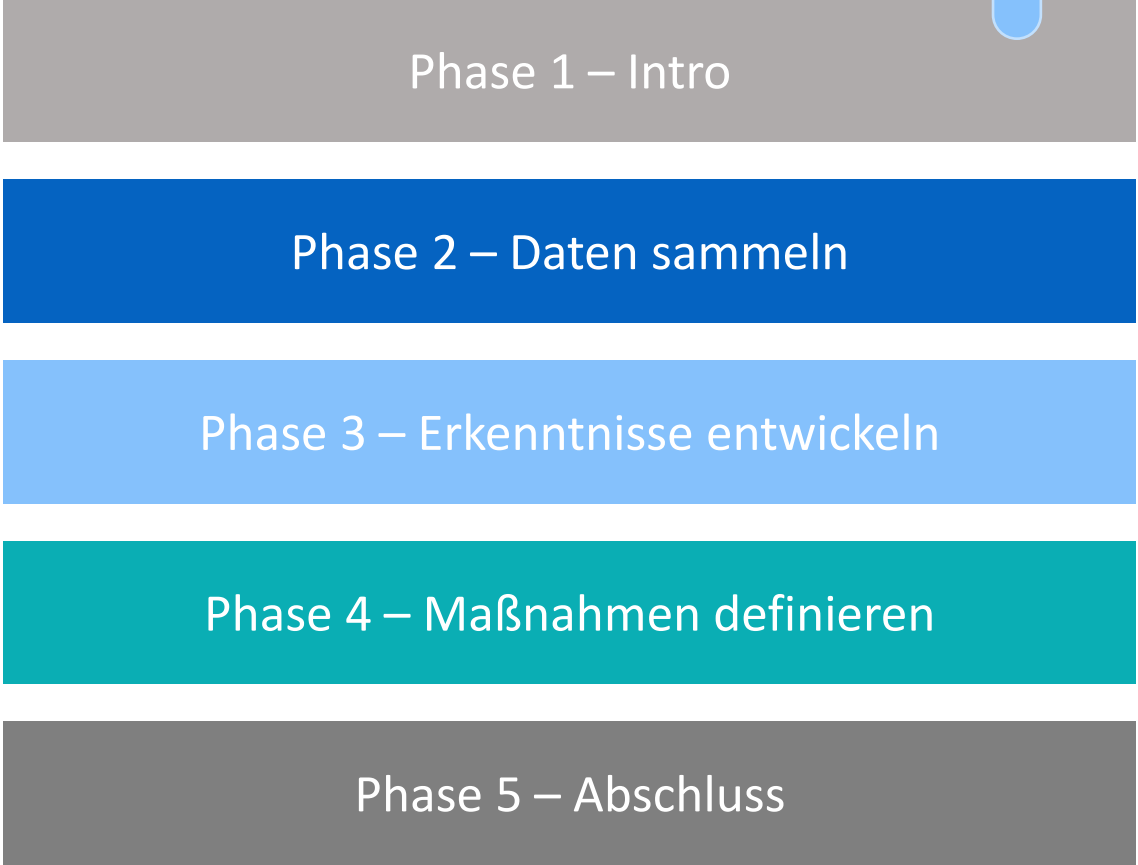 Phase 1 – Intro
Phase 2 – Daten sammeln
Phase 3 – Erkenntnisse entwickeln
Phase 4 – Maßnahmen definieren
Phase 5 – Abschluss